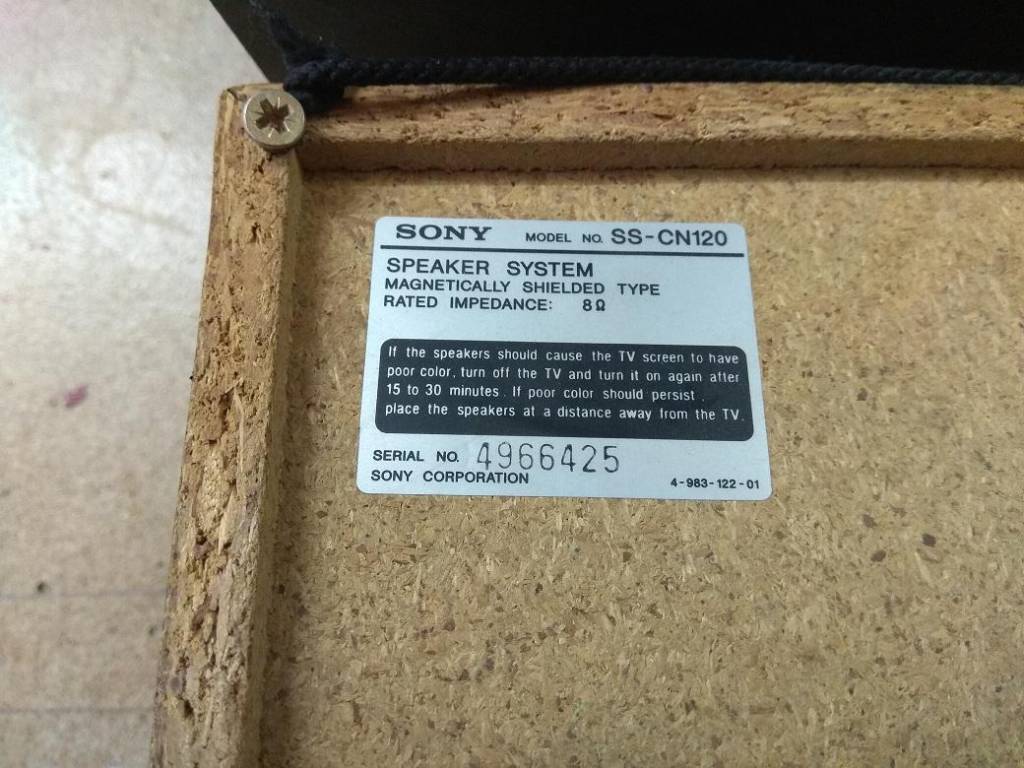 SONY MODEL NO. SS-CN120
SPEAKER SYSTEM
MAGNETICALLY SHIELDED TYPE
RATED IMPEDANCE: 8Ω
If the speakers should cause the TV screen to have
poor color, turn off the TV and turn it on again after
15 to 30 minutes. If poor color should persist,
place the speakers at a distance away from the TV.
SERIAL NO. 4966425
SONY CORPORATION 4-983-122-01